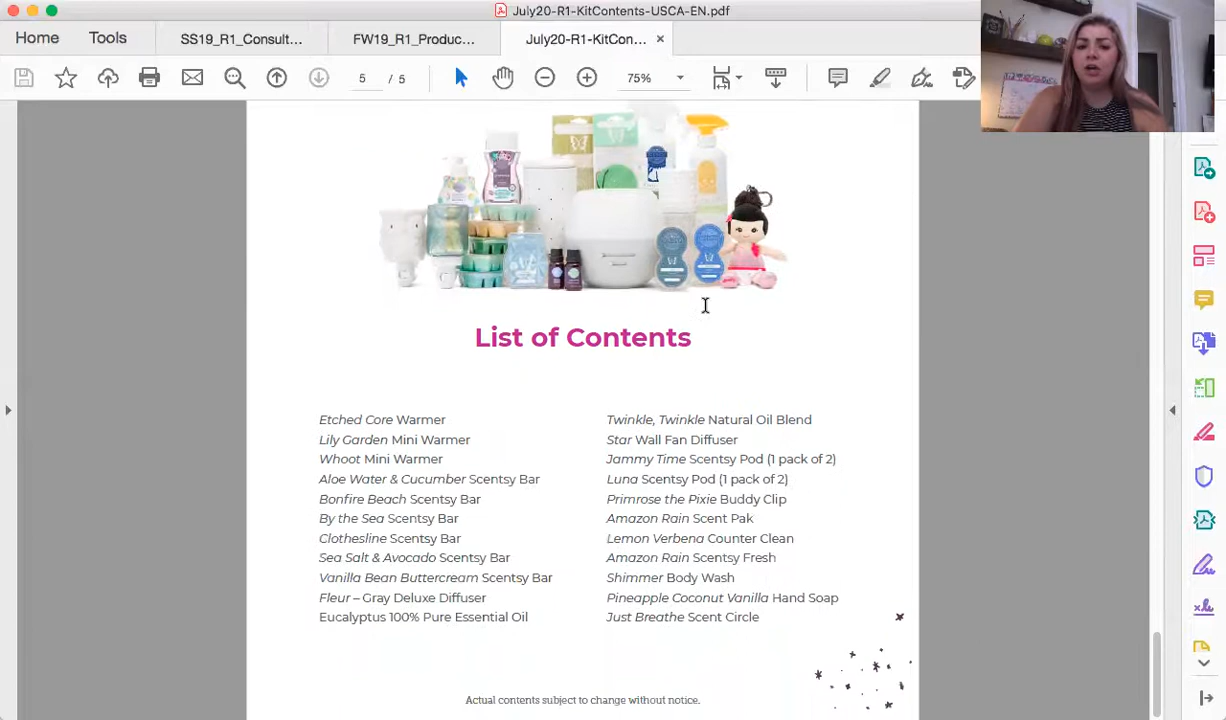 July20-R1-KitContents-USCA-EN.pdf
Home
Tools
SS19_R1_Consult...
FW19_R1_Produc...
July20-R1-KitCon... ×
5 / 5
75%
List of Contents
Etched Core Warmer
Lily Garden Mini Warmer
Whoot Mini Warmer
Aloe Water & Cucumber Scentsy Bar
Bonfire Beach Scentsy Bar
By the Sea Scentsy Bar
Clothesline Scentsy Bar
Sea Salt & Avocado Scentsy Bar
Vanilla Bean Buttercream Scentsy Bar
Fleur – Gray Deluxe Diffuser
Eucalyptus 100% Pure Essential Oil
Twinkle, Twinkle Natural Oil Blend
Star Wall Fan Diffuser
Jammy Time Scentsy Pod (1 pack of 2)
Luna Scentsy Pod (1 pack of 2)
Primrose the Pixie Buddy Clip
Amazon Rain Scent Pak
Lemon Verbena Counter Clean
Amazon Rain Scentsy Fresh
Shimmer Body Wash
Pineapple Coconut Vanilla Hand Soap
Just Breathe Scent Circle
Actual contents subject to change without notice.